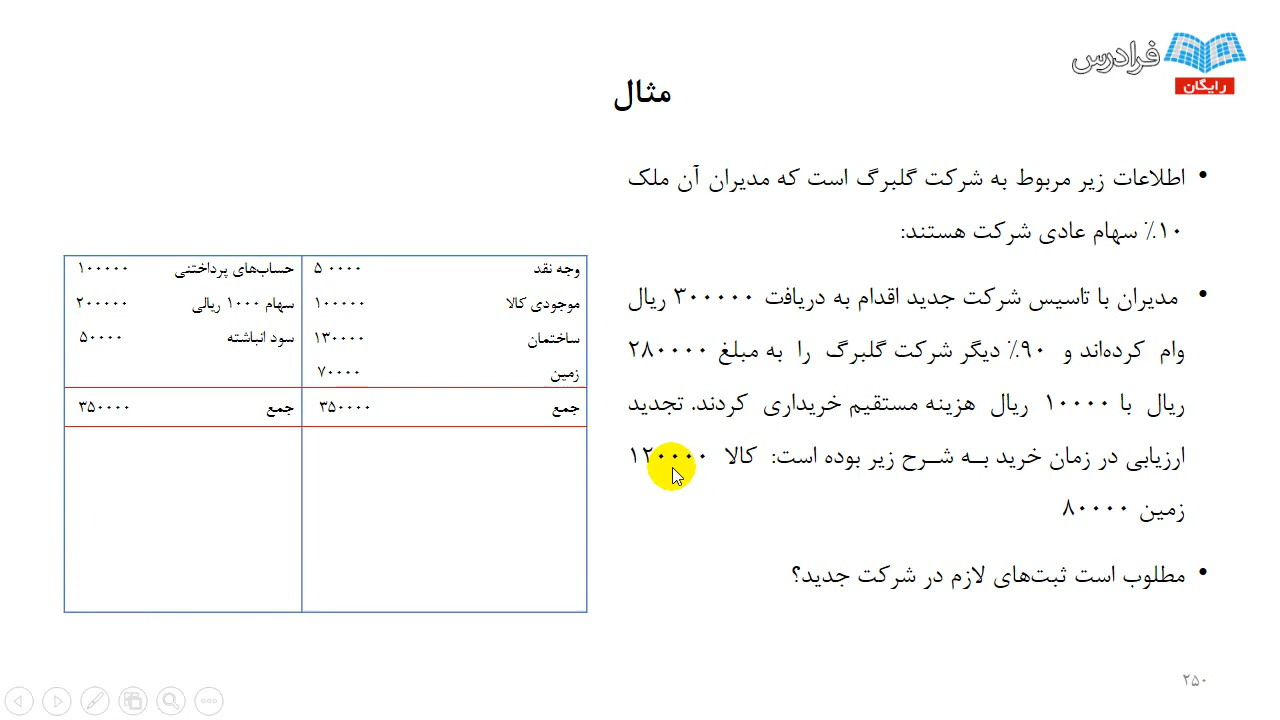 فرادرس
رایگان
مثال
• اطلاعات زیر مربوط به شرکت گلبرگ است که مدیران آن ملک
۱۰٪ سهام عادی شرکت هستند:
• مدیران با تاسیس شرکت جدید اقدام به دریافت ۳۰۰۰۰۰ ریال
وام کرده‌اند و ۹۰٪ دیگر شرکت گلبرگ را به مبلغ ۲۸۰۰۰۰
ریال با ۱۰۰۰۰ ریال هزینه مستقیم خریداری کردند. تجدید
ارزیابی در زمان خرید به شرح زیر بوده است: کالا ۱۲۰۰۰۰
زمین ۸۰۰۰۰
• مطلوب است ثبت‌های لازم در شرکت جدید؟
وجه نقد ۵۰۰۰۰ حساب‌های پرداختنی ۱۰۰۰۰۰
موجودی کالا ۱۰۰۰۰۰ سهام ۱۰۰۰ ریالی ۲۰۰۰۰۰
ساختمان ۱۳۰۰۰۰ سود انباشته ۵۰۰۰۰
زمین ۷۰۰۰۰
جمع ۳۵۰۰۰۰ جمع ۳۵۰۰۰۰
۲۵۰